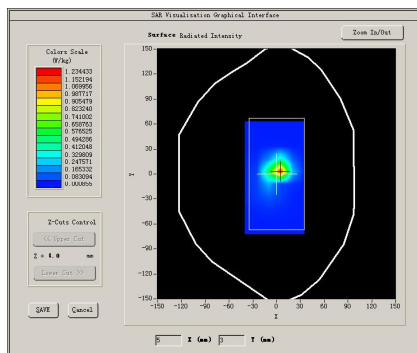 SAR Visualisation Graphical Interface
Surface Radiated Intensity
Zoom In/Out
Colors Scale
(W/kg)
1.234433
1.152194
1.069956
0.987717
0.905479
0.823240
0.741002
0.658763
0.576525
0.494286
0.412048
0.329809
0.247571
0.165332
0.083094
0.000855
Z-Cuts Control
<< Upper Cut
Z = 4.0 mm
Lower Cut >>
SAVE Cancel
150-
120-
90-
60-
30-
0-
-30-
-60-
-90-
-120-
-150-
Y
-150 -120 -90 -60 -30 0 30 60 90 120 150
X
5 X (mm) 3 Y (mm)